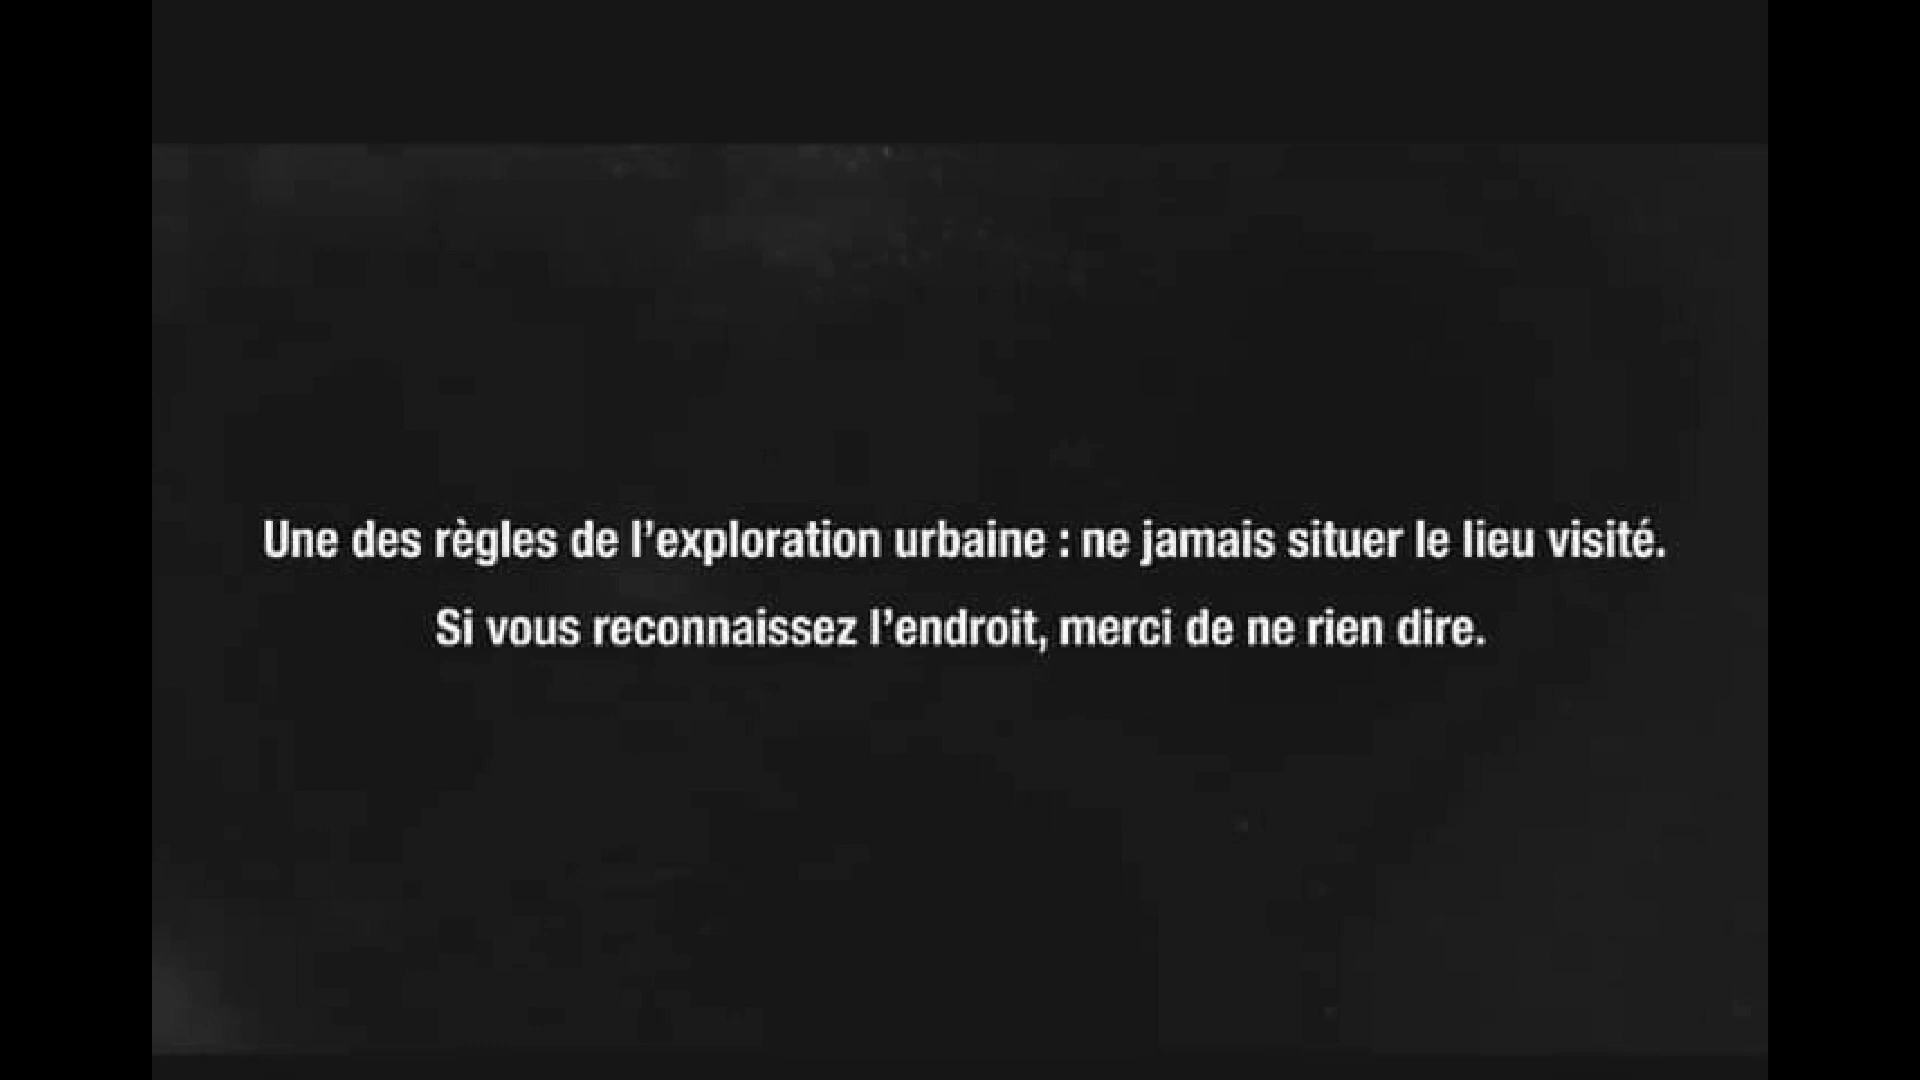 Une des règles de l’exploration urbaine : ne jamais situer le lieu visité.
Si vous reconnaissez l’endroit, merci de ne rien dire.